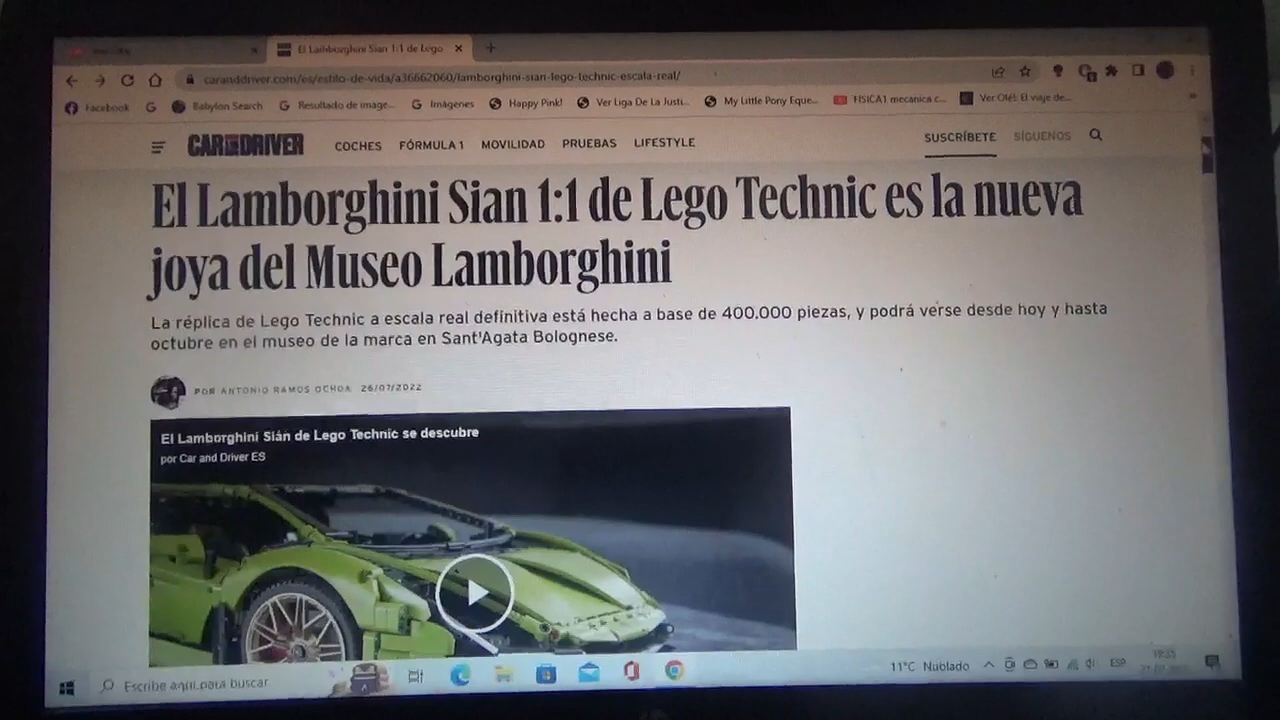 El Lamborghini Sian 1:1 de Lego
caranddriver.com/es/estilo-de-vida/a36662060/lamborghini-sian-lego-technic-escala-real/
Facebook G Babylon Search Resultado de image... Imágenes Happy Pink! Ver Liga De La Justi... My Little Pony Eque... FISICA1 mecanica c... Ver Olé!: El viaje de...
CAR AND DRIVER COCHES FÓRMULA 1 MOVILIDAD PRUEBAS LIFESTYLE SUSCRÍBETE SÍGUENOS
El Lamborghini Sian 1:1 de Lego Technic es la nueva
joya del Museo Lamborghini
La réplica de Lego Technic a escala real definitiva está hecha a base de 400.000 piezas, y podrá verse desde hoy y hasta
octubre en el museo de la marca en Sant'Agata Bolognese.
POR ANTONIO RAMOS OCHOA 26/07/2022
El Lamborghini Sián de Lego Technic se descubre
por Car and Driver ES
Escribe aquí para buscar 11°C Nublado ESP